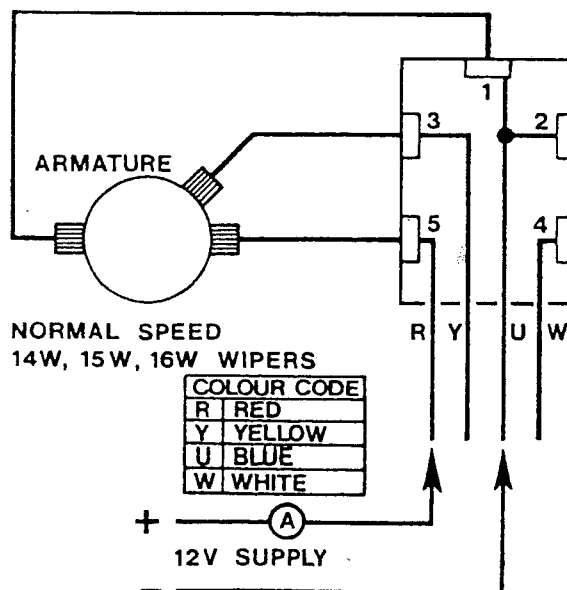 1
3
2
ARMATURE
5
4
R Y U W
NORMAL SPEED
14W, 15W, 16W WIPERS
COLOUR CODE
R RED
Y YELLOW
U BLUE
W WHITE
+ A
12V SUPPLY
−